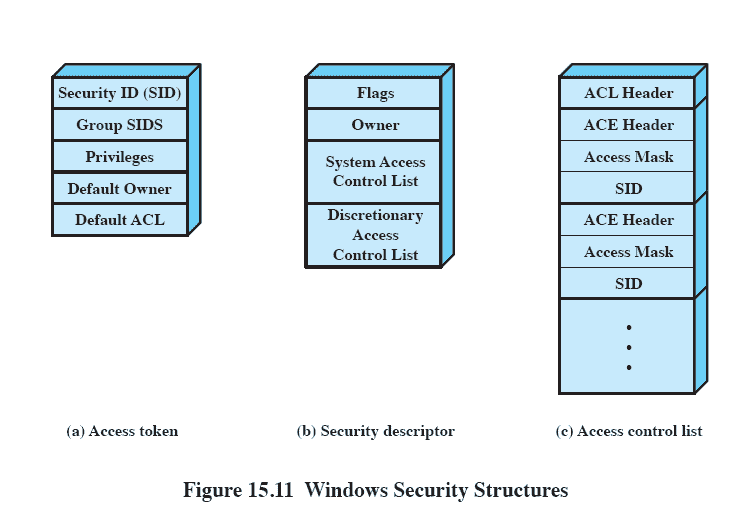 Security ID (SID)
Group SIDS
Privileges
Default Owner
Default ACL
(a) Access token
Flags
Owner
System Access
Control List
Discretionary
Access
Control List
(b) Security descriptor
ACL Header
ACE Header
Access Mask
SID
ACE Header
Access Mask
SID
(c) Access control list
Figure 15.11 Windows Security Structures